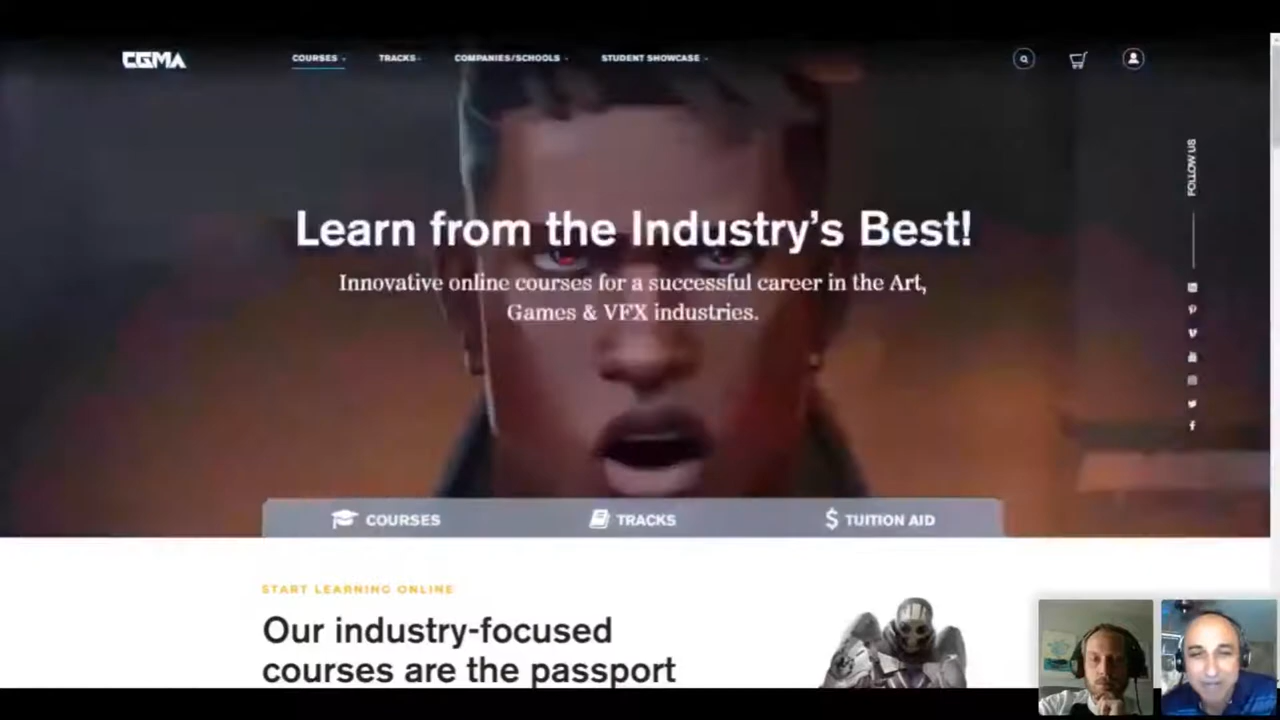 CGMA
COURSES
TRACKS
COMPANIES/SCHOOLS
STUDENT SHOWCASE
FOLLOW US
Learn from the Industry's Best!
Innovative online courses for a successful career in the Art,
Games & VFX industries.
COURSES
TRACKS
$ TUITION AID
START LEARNING ONLINE
Our industry-focused
courses are the passport